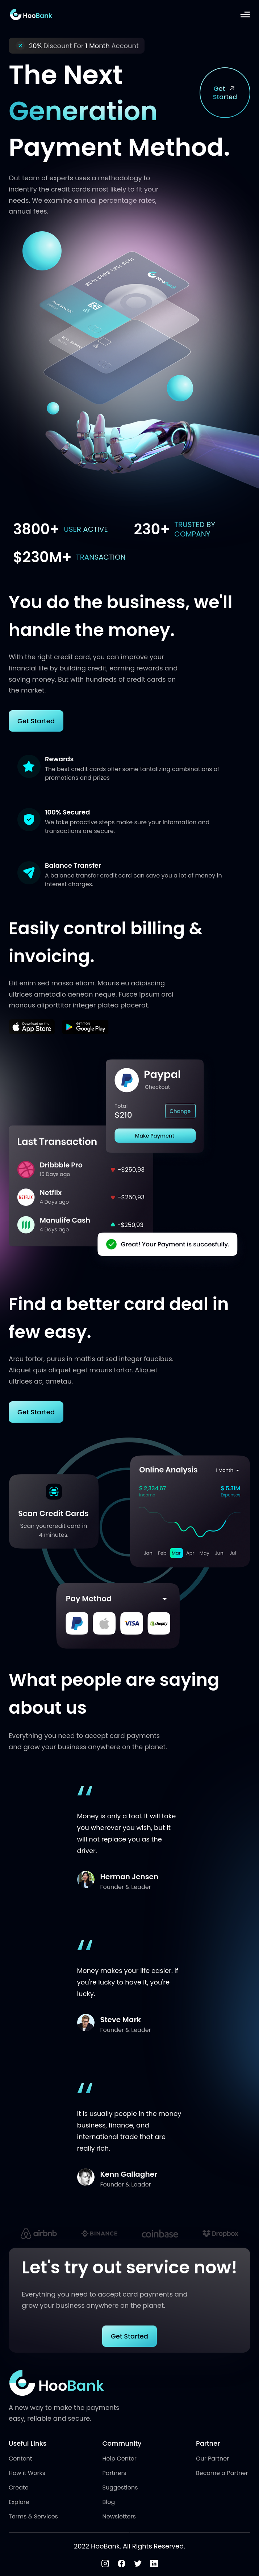 HooBank
20% Discount For 1 Month Account
The Next
Generation
Payment Method.
Get
Started
Our team of experts uses a methodology to
indentify the credit cards most likely to fit your
needs. We examine annual percentage rates,
annual fees.
HooBank
3800+ USER ACTIVE
230+ TRUSTED BY
COMPANY
$230M+ TRANSACTION
You do the business, we'll
handle the money.
With the right credit card, you can improve your
financial life by building credit, earning rewards and
saving money. But with hundreds of credit cards on
the market.
Get Started
Rewards
The best credit cards offer some tantalizing combinations of
promotions and prizes
100% Secured
We take proactive steps make sure your information and
transactions are secure.
Balance Transfer
A balance transfer credit card can save you a lot of money in
interest charges.
Easily control billing &
invoicing.
Elit enim sed massa etiam. Mauris eu adipiscing
ultrices ametodio aenean neque. Fusce ipsum orci
rhoncus aliporttitor integer platea placerat.
Download on the
App Store
GET IT ON
Google Play
Paypal
Checkout
Total
$210
Change
Make Payment
Last Transaction
Dribbble Pro
15 Days ago
-$250,93
NETFLIX
Netflix
4 Days ago
-$250,93
Manulife Cash
4 Days ago
-$250,93
Great! Your Payment is succesfully.
Find a better card deal in
few easy.
Arcu tortor, purus in mattis at sed integer faucibus.
Aliquet quis aliquet eget mauris tortor. Aliquet
ultrices ac, ametau.
Get Started
Online Analysis
1 Month
$ 2,334,67
Income
$ 5.31M
Expenses
Jan Feb Mar Apr May Jun Jul
Scan Credit Cards
Scan yourcredit card in
4 minutes.
Pay Method
VISA
shopify
What people are saying
about us
Everything you need to accept card payments
and grow your business anywhere on the planet.
Money is only a tool. It will take
you wherever you wish, but it
will not replace you as the
driver.
Herman Jensen
Founder & Leader
Money makes your life easier. If
you're lucky to have it, you're
lucky.
Steve Mark
Founder & Leader
It is usually people in the money
business, finance, and
international trade that are
really rich.
Kenn Gallagher
Founder & Leader
airbnb
BINANCE
coinbase
Dropbox
Let's try out service now!
Everything you need to accept card payments and
grow your business anywhere on the planet.
Get Started
HooBank
A new way to make the payments
easy, reliable and secure.
Useful Links
Content
How it Works
Create
Explore
Terms & Services
Community
Help Center
Partners
Suggestions
Blog
Newsletters
Partner
Our Partner
Become a Partner
2022 HooBank. All Rights Reserved.